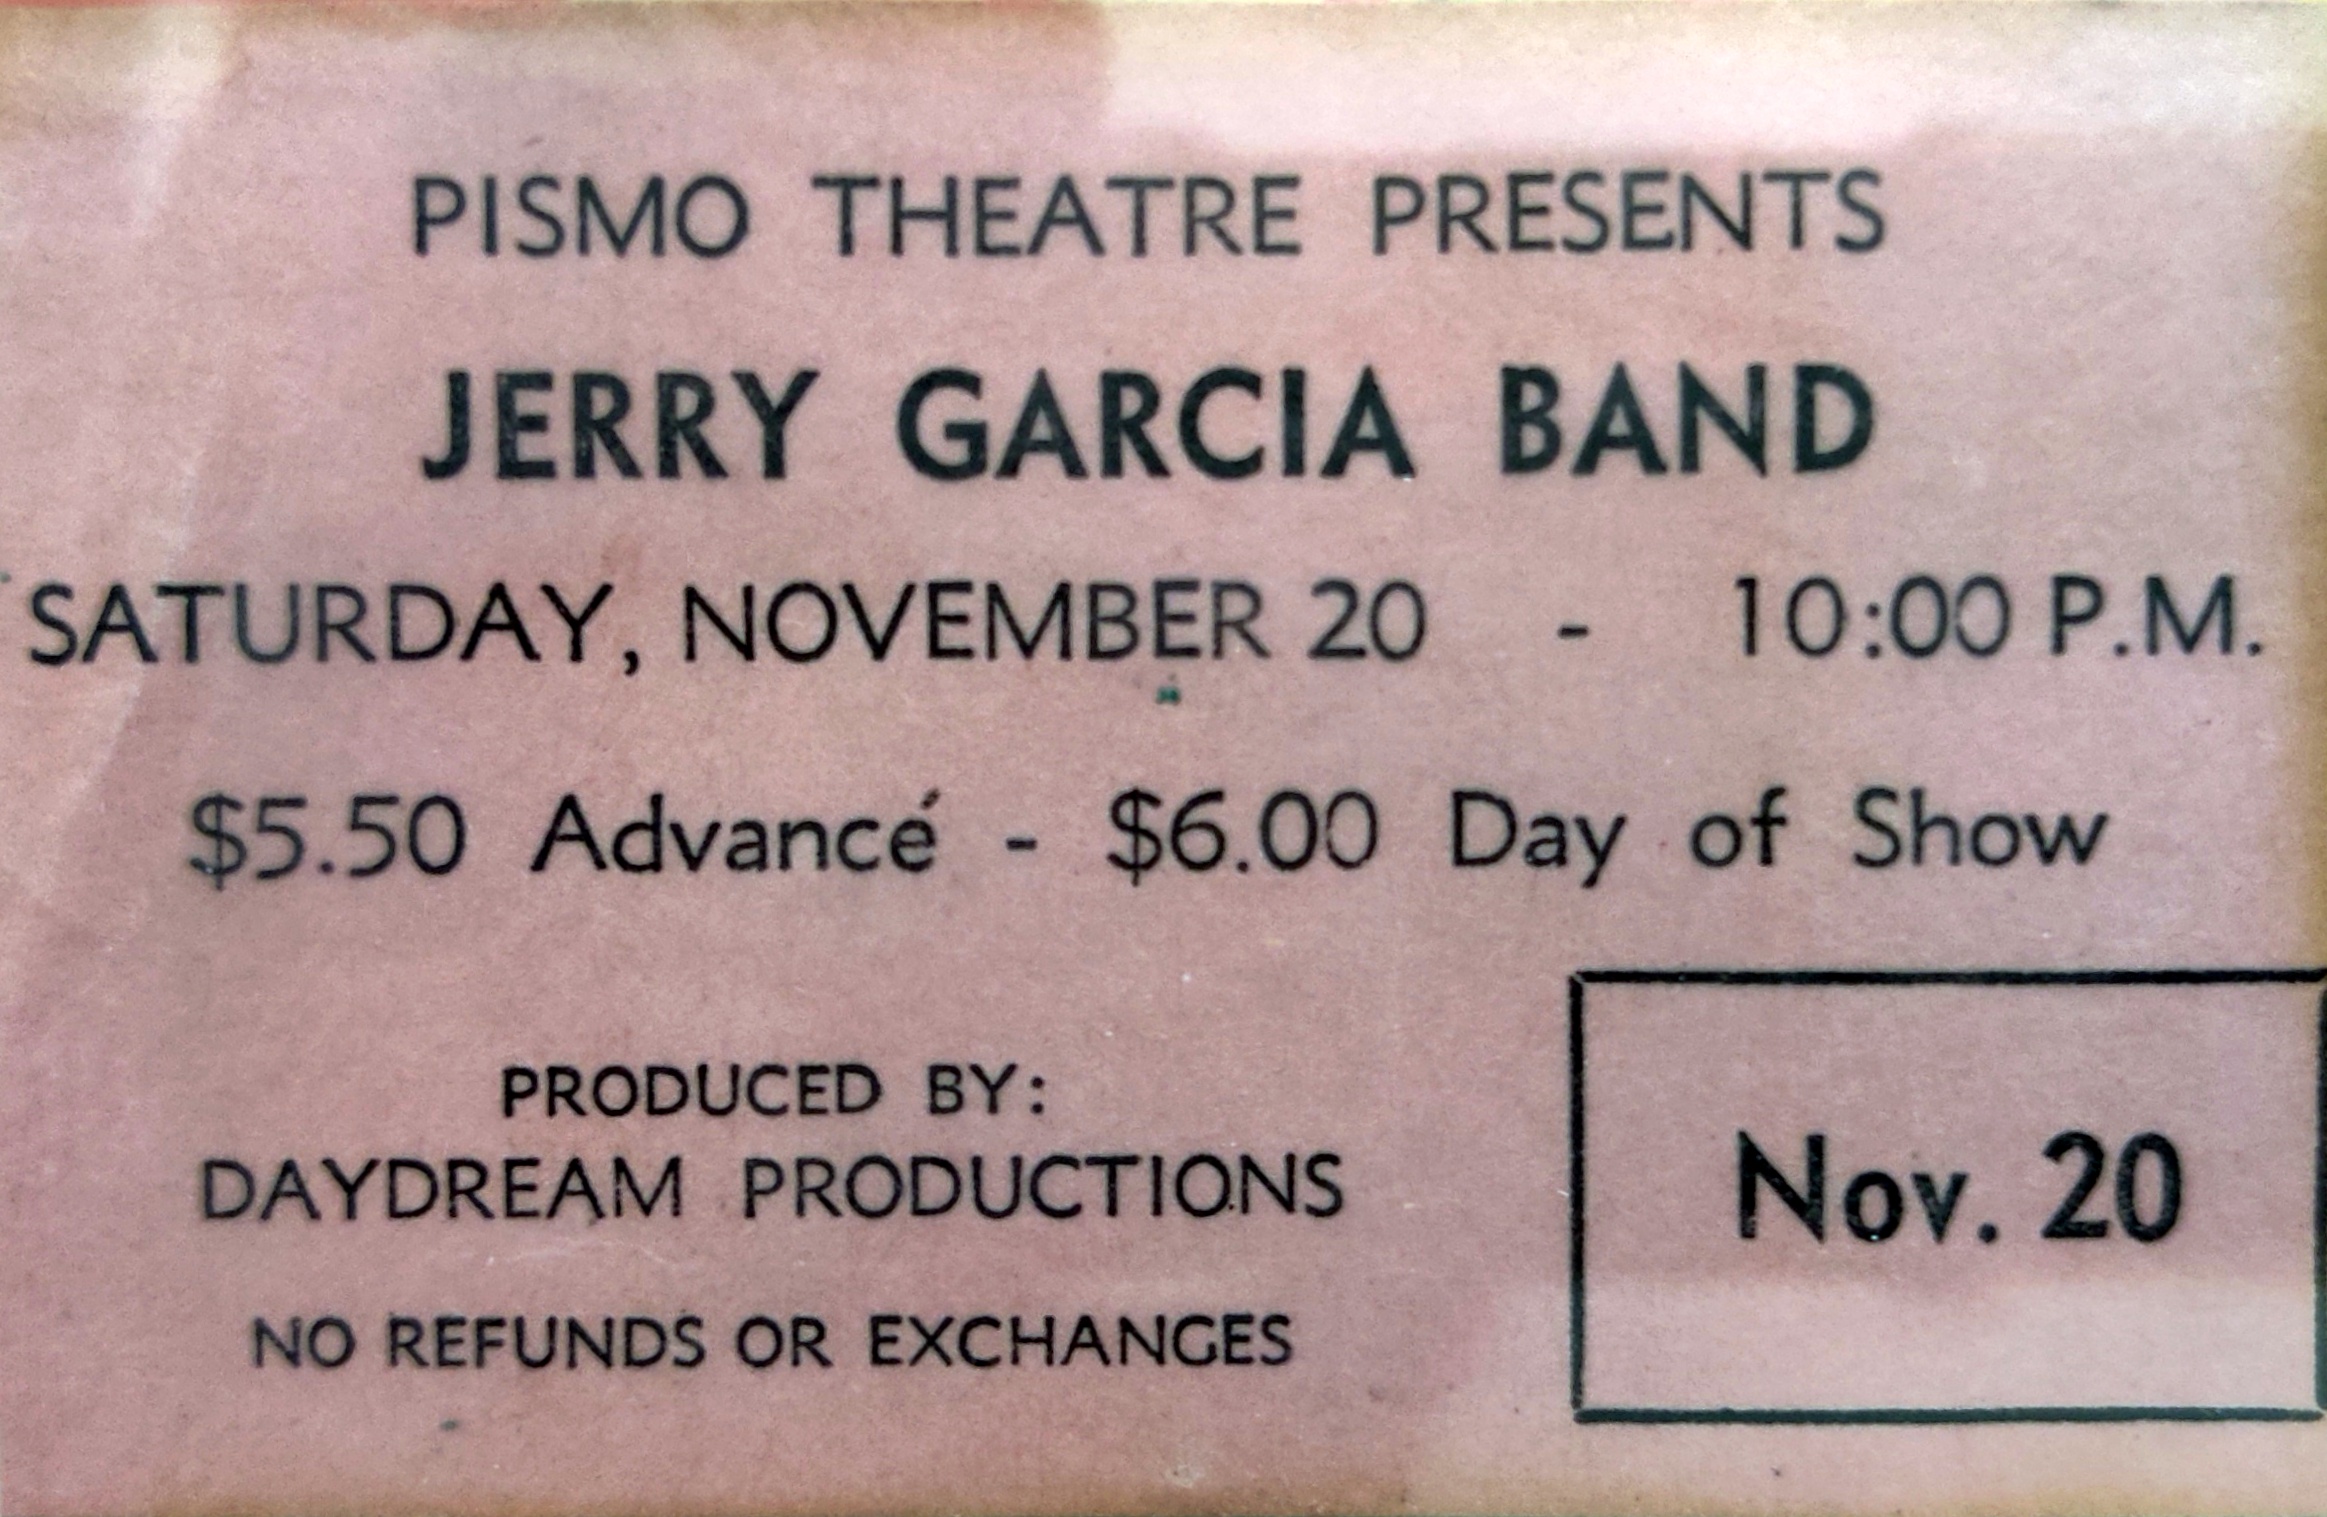 PISMO THEATRE PRESENTS
JERRY GARCIA BAND
SATURDAY, NOVEMBER 20 - 10:00 P.M.
$5.50 Advance - $6.00 Day of Show
PRODUCED BY:
DAYDREAM PRODUCTIONS
NO REFUNDS OR EXCHANGES
Nov. 20